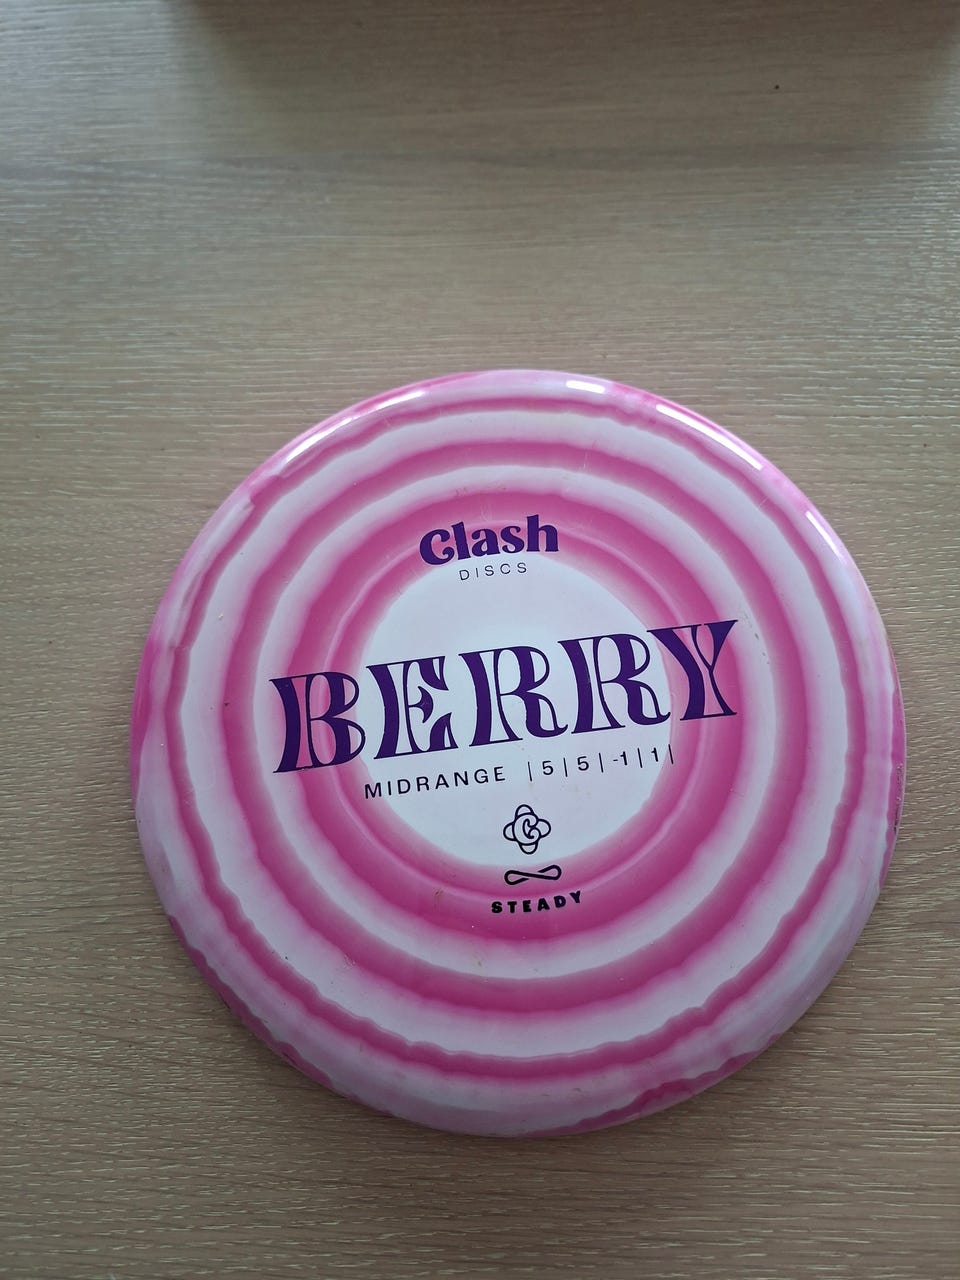 Clash
DISCS
BERRY
MIDRANGE | 5 | 5 | -1 | 1 |
C
STEADY